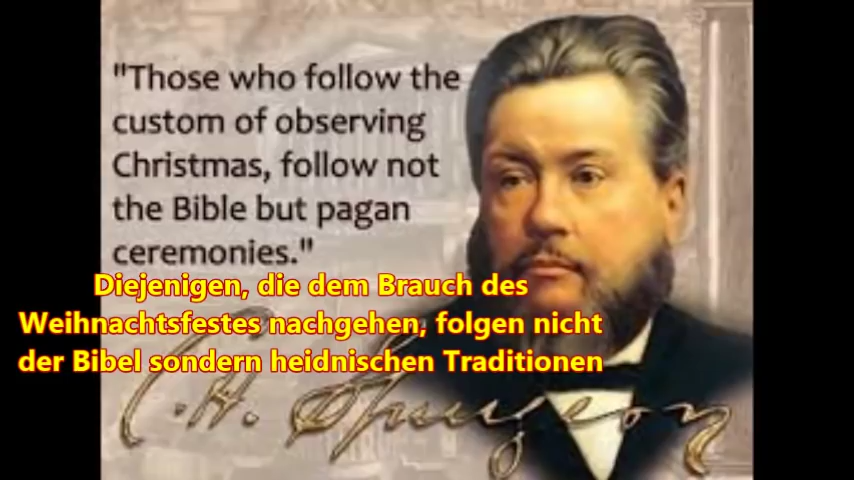 "Those who follow the
custom of observing
Christmas, follow not
the Bible but pagan
ceremonies."
Diejenigen, die dem Brauch des
Weihnachtsfestes nachgehen, folgen nicht
der Bibel sondern heidnischen Traditionen
C. H. Spurgeon